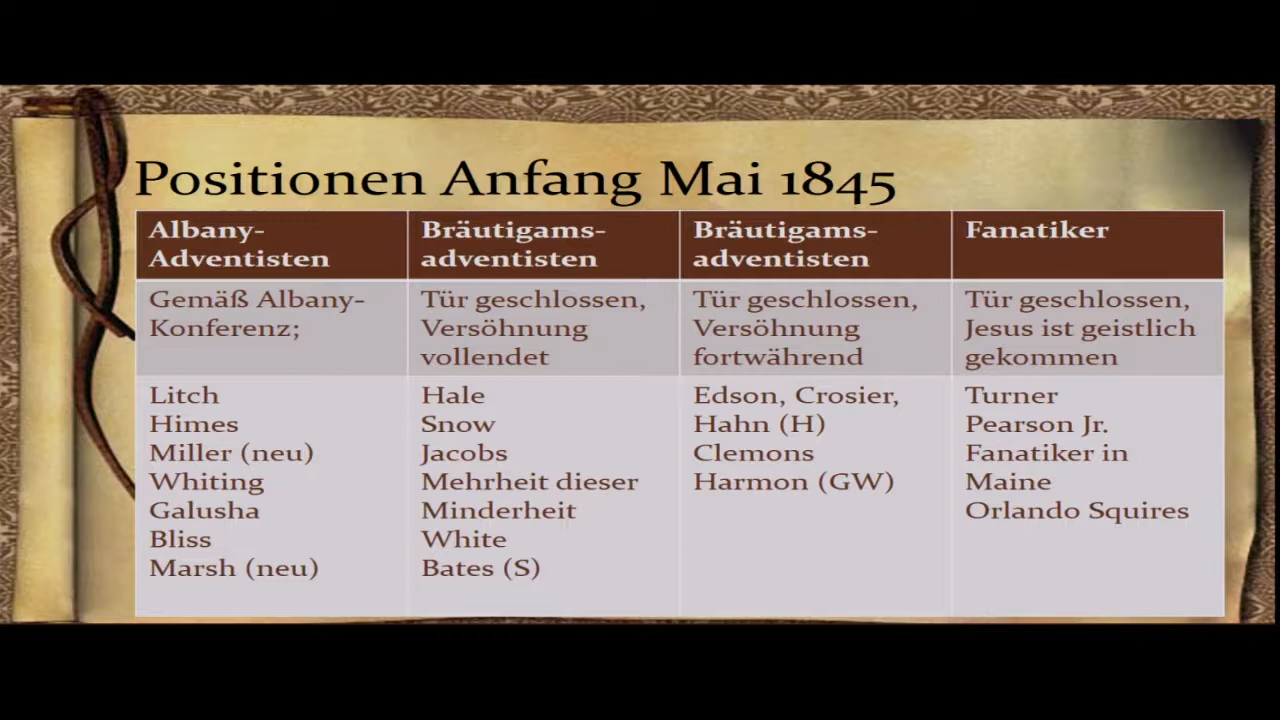 Positionen Anfang Mai 1845
Albany-
Adventisten
Bräutigams-
adventisten
Bräutigams-
adventisten
Fanatiker
Gemäß Albany-
Konferenz;
Tür geschlossen,
Versöhnung
vollendet
Tür geschlossen,
Versöhnung
fortwährend
Tür geschlossen,
Jesus ist geistlich
gekommen
Litch
Himes
Miller (neu)
Whiting
Galusha
Bliss
Marsh (neu)
Hale
Snow
Jacobs
Mehrheit dieser
Minderheit
White
Bates (S)
Edson, Crosier,
Hahn (H)
Clemons
Harmon (GW)
Turner
Pearson Jr.
Fanatiker in
Maine
Orlando Squires